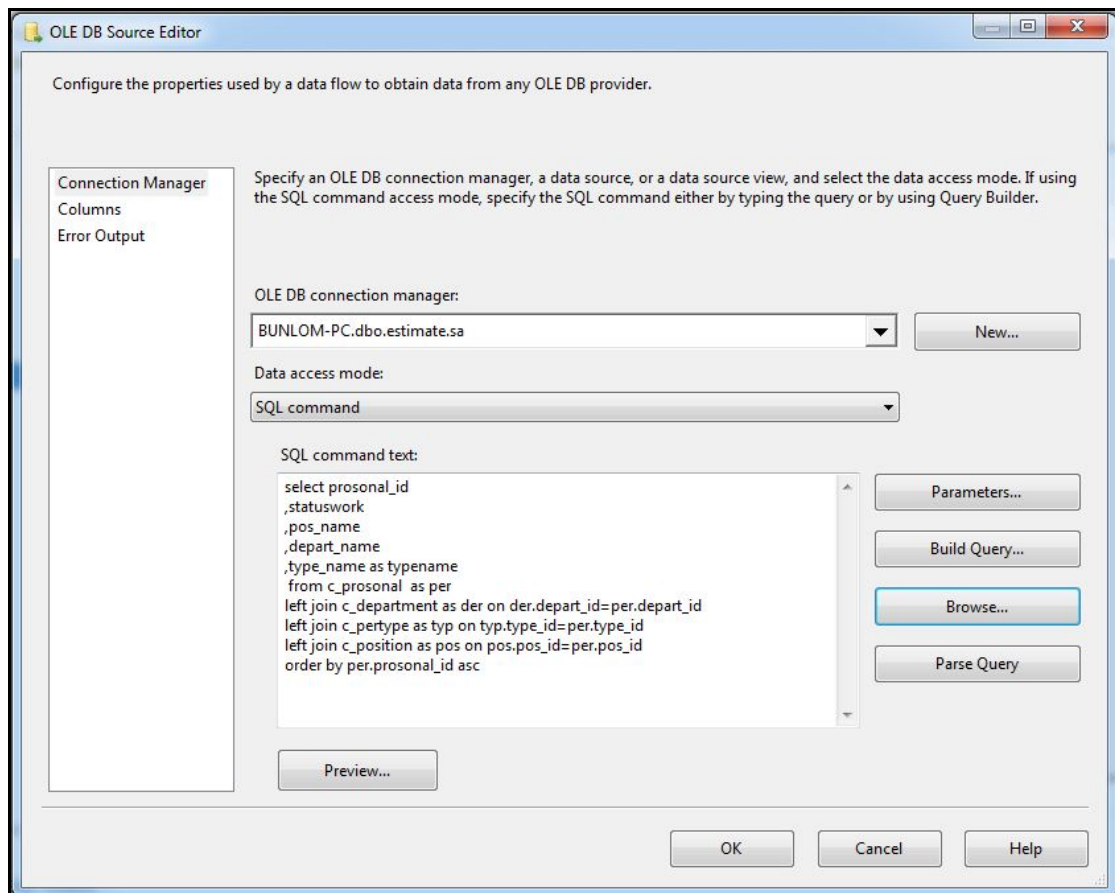 OLE DB Source Editor
Configure the properties used by a data flow to obtain data from any OLE DB provider.
Connection Manager
Columns
Error Output
Specify an OLE DB connection manager, a data source, or a data source view, and select the data access mode. If using
the SQL command access mode, specify the SQL command either by typing the query or by using Query Builder.
OLE DB connection manager:
BUNLOM-PC.dbo.estimate.sa
New...
Data access mode:
SQL command
SQL command text:
select prosonal_id
,statuswork
,pos_name
,depart_name
,type_name as typename
from c_prosonal as per
left join c_department as der on der.depart_id=per.depart_id
left join c_pertype as typ on typ.type_id=per.type_id
left join c_position as pos on pos.pos_id=per.pos_id
order by per.prosonal_id asc
Parameters...
Build Query...
Browse...
Parse Query
Preview...
OK
Cancel
Help